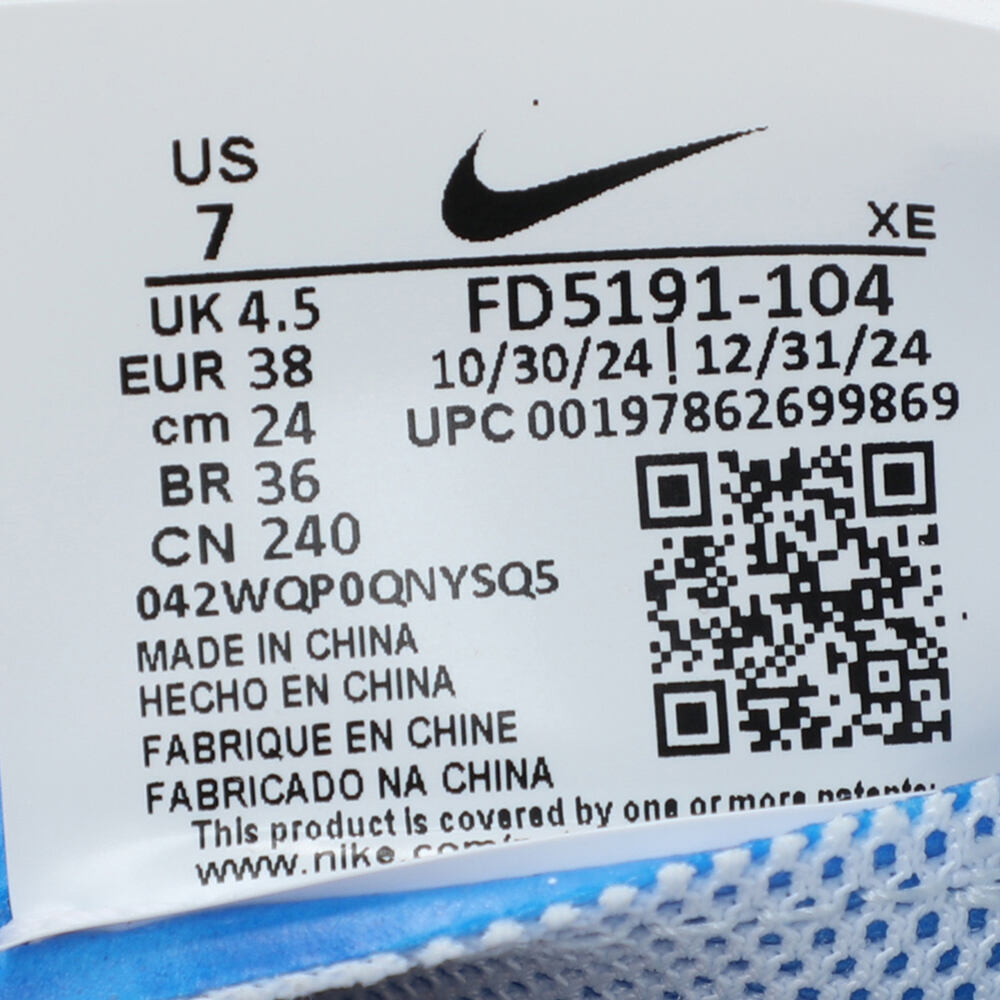 US
7
XE
UK 4.5
EUR 38
cm 24
BR 36
CN 240
FD5191-104
10/30/24 | 12/31/24
UPC 00197862699869
042WQP0QNYSQ5
MADE IN CHINA
HECHO EN CHINA
FABRIQUE EN CHINE
FABRICADO NA CHINA
This product is covered by one or more patents.
www.nike.com/